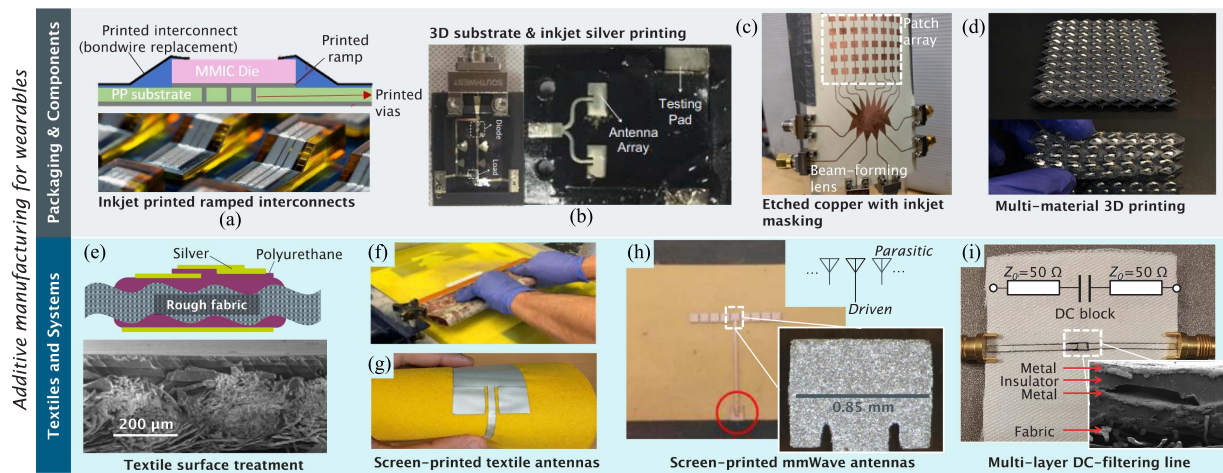 Additive manufacturing for wearables
Packaging & Components
Printed interconnect
(bondwire replacement)
Printed
ramp
MMIC Die
PP substrate
Printed
vias
Inkjet printed ramped interconnects
(a)
3D substrate & inkjet silver printing
SOUTHWEST
Diode
Load
Antenna
Array
Testing
Pad
(b)
(c)
Patch
array
Beam-forming
lens
Etched copper with inkjet
masking
(d)
Multi-material 3D printing
Textiles and Systems
(e)
Silver
Polyurethane
Rough fabric
200 µm
Textile surface treatment
(f)
(g)
Screen-printed textile antennas
(h)
Parasitic
... ...
Driven
0.85 mm
Screen-printed mmWave antennas
(i)
Z0=50 Ω Z0=50 Ω
DC block
Metal
Insulator
Metal
Fabric
Multi-layer DC-filtering line